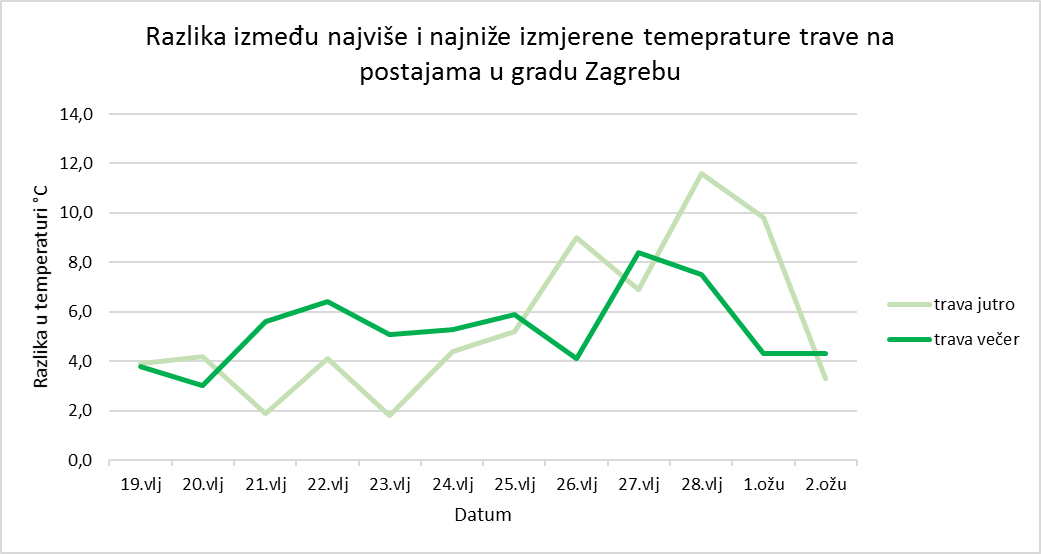 Razlika između najviše i najniže izmjerene temeprature trave na
postajama u gradu Zagrebu
14,0
12,0
10,0
8,0
6,0
4,0
2,0
0,0
Razlika u temperaturi °C
19.vlj 20.vlj 21.vlj 22.vlj 23.vlj 24.vlj 25.vlj 26.vlj 27.vlj 28.vlj 1.ožu 2.ožu
Datum
trava jutro
trava večer